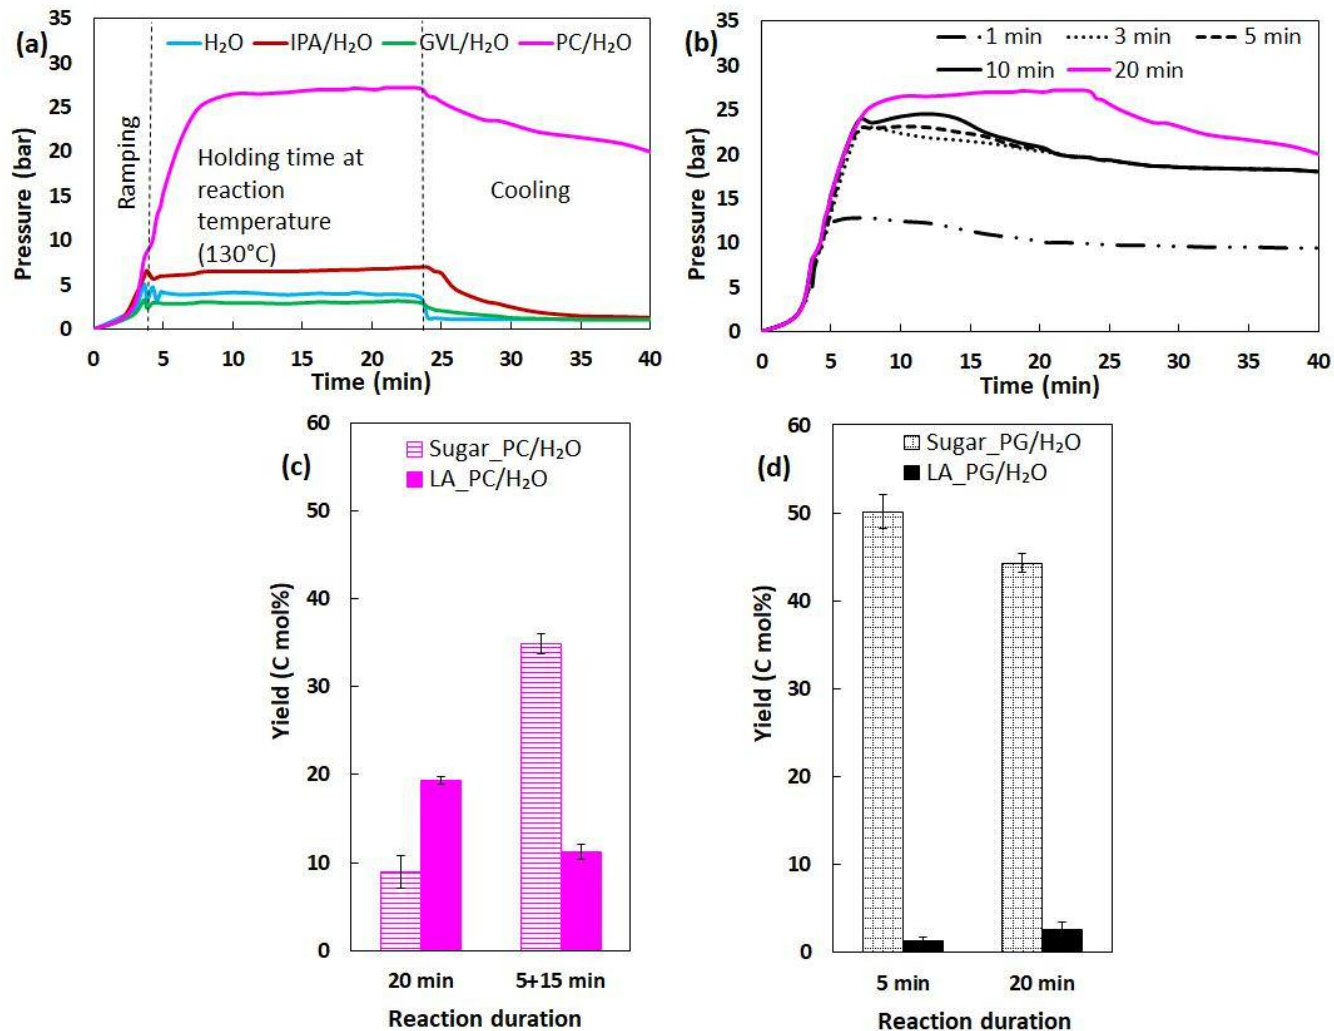 (a)
H₂O IPA/H₂O GVL/H₂O PC/H₂O
Pressure (bar)
35
30
25
20
15
10
5
0
Ramping
Holding time at
reaction
temperature
(130°C)
Cooling
0 5 10 15 20 25 30 35 40
Time (min)
(b)
1 min 3 min 5 min
10 min 20 min
Pressure (bar)
35
30
25
20
15
10
5
0
0 5 10 15 20 25 30 35 40
Time (min)
(c)
Sugar_PC/H₂O
LA_PC/H₂O
Yield (C mol%)
60
50
40
30
20
10
0
20 min 5+15 min
Reaction duration
(d)
Sugar_PG/H₂O
LA_PG/H₂O
Yield (C mol%)
60
50
40
30
20
10
0
5 min 20 min
Reaction duration